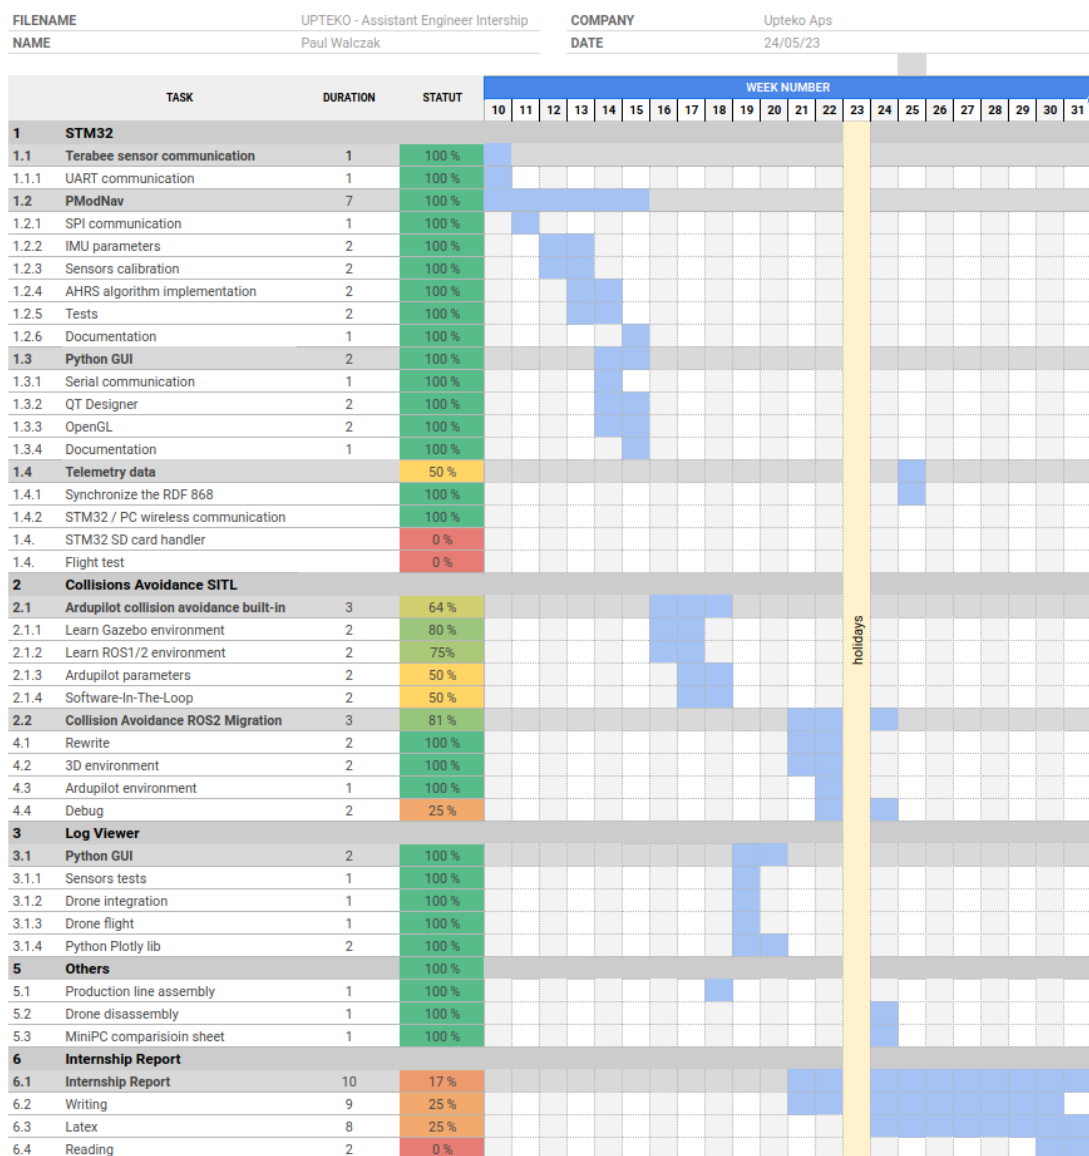 FILENAME UPTEKO - Assistant Engineer Intership COMPANY Upteko Aps
NAME Paul Walczak DATE 24/05/23
WEEK NUMBER
TASK DURATION STATUT
10 11 12 13 14 15 16 17 18 19 20 21 22 23 24 25 26 27 28 29 30 31
1 STM32
1.1 Terabee sensor communication 1 100 %
1.1.1 UART communication 1 100 %
1.2 PModNav 7 100 %
1.2.1 SPI communication 1 100 %
1.2.2 IMU parameters 2 100 %
1.2.3 Sensors calibration 2 100 %
1.2.4 AHRS algorithm implementation 2 100 %
1.2.5 Tests 2 100 %
1.2.6 Documentation 1 100 %
1.3 Python GUI 2 100 %
1.3.1 Serial communication 1 100 %
1.3.2 QT Designer 2 100 %
1.3.3 OpenGL 2 100 %
1.3.4 Documentation 1 100 %
1.4 Telemetry data 50 %
1.4.1 Synchronize the RDF 868 100 %
1.4.2 STM32 / PC wireless communication 100 %
1.4. STM32 SD card handler 0 %
1.4. Flight test 0 %
2 Collisions Avoidance SITL
2.1 Ardupilot collision avoidance built-in 3 64 %
2.1.1 Learn Gazebo environment 2 80 %
2.1.2 Learn ROS1/2 environment 2 75%
holidays
2.1.3 Ardupilot parameters 2 50 %
2.1.4 Software-In-The-Loop 2 50 %
2.2 Collision Avoidance ROS2 Migration 3 81 %
4.1 Rewrite 2 100 %
4.2 3D environment 2 100 %
4.3 Ardupilot environment 1 100 %
4.4 Debug 2 25 %
3 Log Viewer
3.1 Python GUI 2 100 %
3.1.1 Sensors tests 1 100 %
3.1.2 Drone integration 1 100 %
3.1.3 Drone flight 1 100 %
3.1.4 Python Plotly lib 2 100 %
5 Others 100 %
5.1 Production line assembly 1 100 %
5.2 Drone disassembly 1 100 %
5.3 MiniPC comparisioin sheet 1 100 %
6 Internship Report
6.1 Internship Report 10 17 %
6.2 Writing 9 25 %
6.3 Latex 8 25 %
6.4 Reading 2 0 %